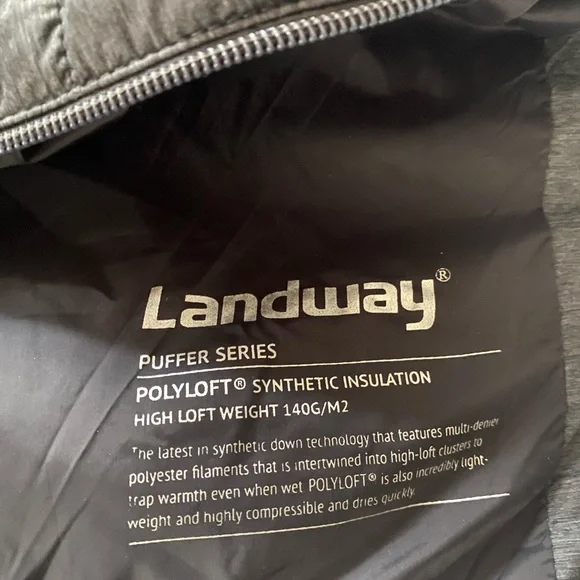 Landway®
PUFFER SERIES
POLYLOFT® SYNTHETIC INSULATION
HIGH LOFT WEIGHT 140G/M2
The latest in synthetic down technology that features multi-denier
polyester filaments that is intertwined into high-loft clusters to
trap warmth even when wet POLYLOFT® is also incredibly light-
weight and highly compressible and dries quickly.